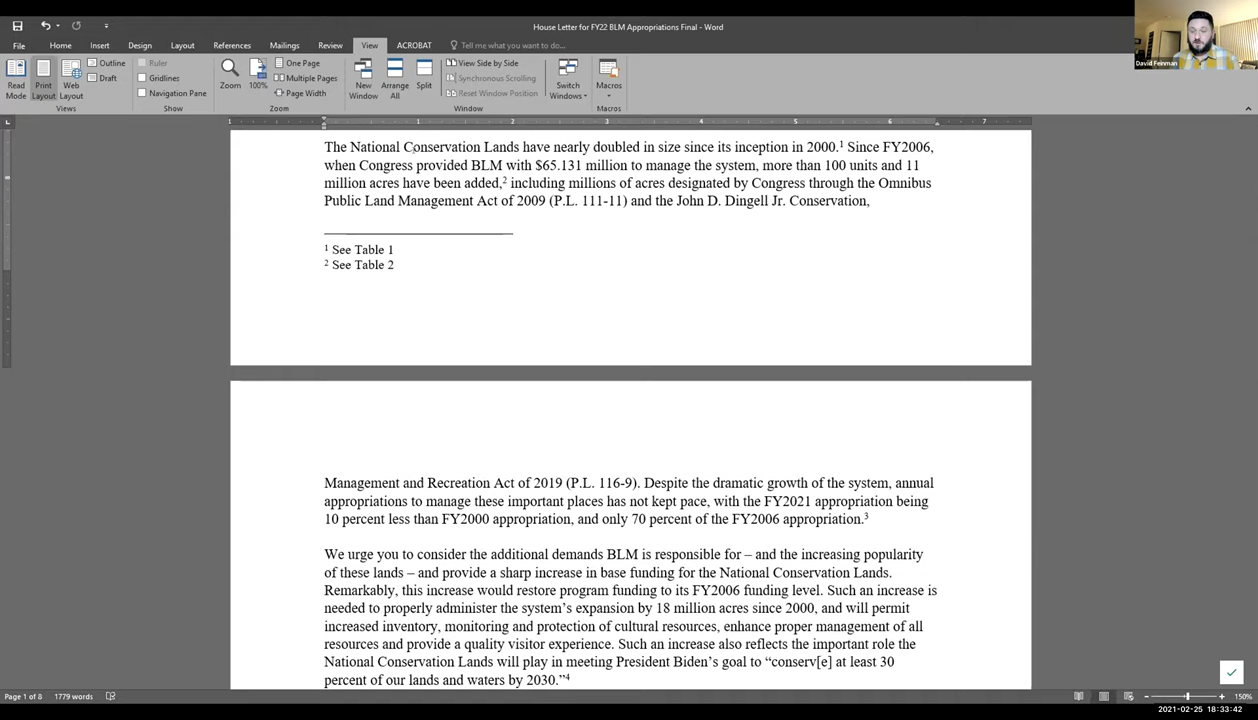 House Letter for FY22 BLM Appropriations Final - Word
File Home Insert Design Layout References Mailings Review View ACROBAT Tell me what you want to do...
Read Mode
Print Layout
Web Layout
Outline
Draft
Views
Ruler
Gridlines
Navigation Pane
Show
Zoom
100%
One Page
Multiple Pages
Page Width
Zoom
New Window
Arrange All
Split
View Side by Side
Synchronous Scrolling
Reset Window Position
Window
Switch Windows
Macros
Macros
David Feinman
1 1 2 3 4 5 6 7
The National Conservation Lands have nearly doubled in size since its inception in 2000.1 Since FY2006,
when Congress provided BLM with $65.131 million to manage the system, more than 100 units and 11
million acres have been added,2 including millions of acres designated by Congress through the Omnibus
Public Land Management Act of 2009 (P.L. 111-11) and the John D. Dingell Jr. Conservation,
1 See Table 1
2 See Table 2
Management and Recreation Act of 2019 (P.L. 116-9). Despite the dramatic growth of the system, annual
appropriations to manage these important places has not kept pace, with the FY2021 appropriation being
10 percent less than FY2000 appropriation, and only 70 percent of the FY2006 appropriation.3
We urge you to consider the additional demands BLM is responsible for – and the increasing popularity
of these lands – and provide a sharp increase in base funding for the National Conservation Lands.
Remarkably, this increase would restore program funding to its FY2006 funding level. Such an increase is
needed to properly administer the system's expansion by 18 million acres since 2000, and will permit
increased inventory, monitoring and protection of cultural resources, enhance proper management of all
resources and provide a quality visitor experience. Such an increase also reflects the important role the
National Conservation Lands will play in meeting President Biden's goal to “conserv[e] at least 30
percent of our lands and waters by 2030.”4
Page 1 of 8 1779 words 150%
2021-02-25 18:33:42